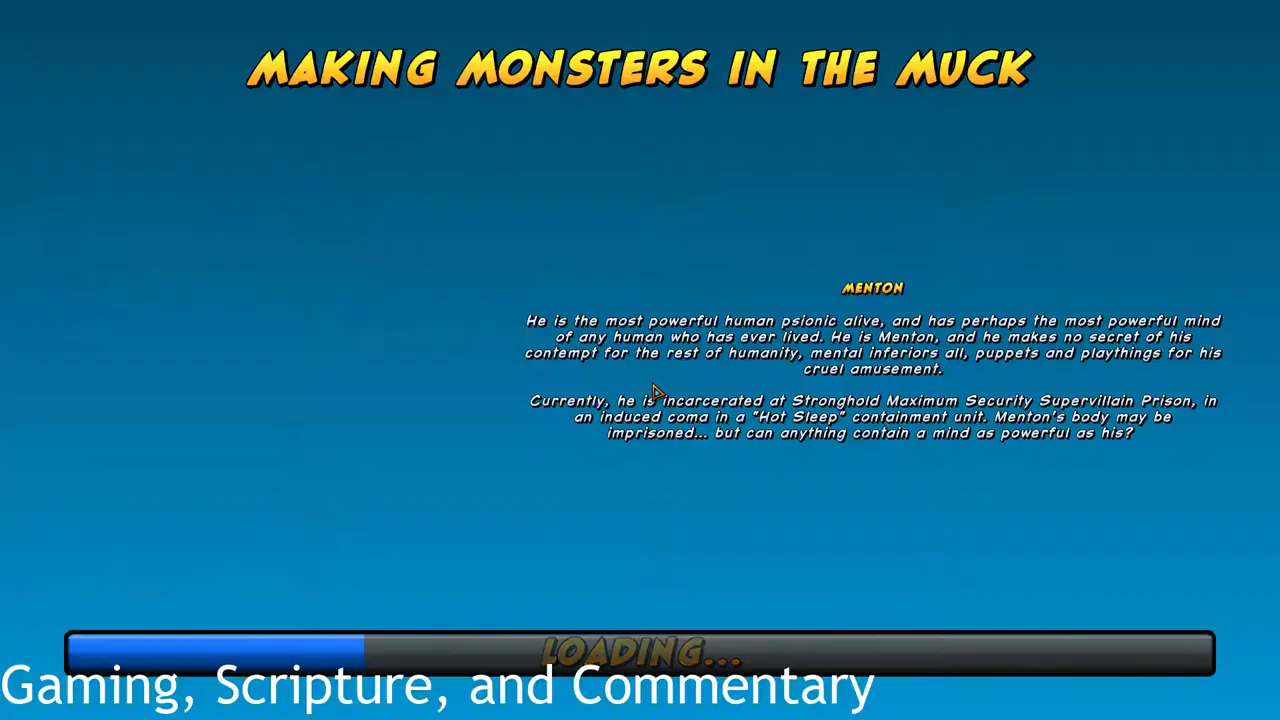 MAKING MONSTERS IN THE MUCK
MENTON
He is the most powerful human psionic alive, and has perhaps the most powerful mind
of any human who has ever lived. He is Menton, and he makes no secret of his
contempt for the rest of humanity, mental inferiors all, puppets and playthings for his
cruel amusement.
Currently, he is incarcerated at Stronghold Maximum Security Supervillain Prison, in
an induced coma in a "Hot Sleep" containment unit. Menton's body may be
imprisoned... but can anything contain a mind as powerful as his?
LOADING...
Gaming, Scripture, and Commentary